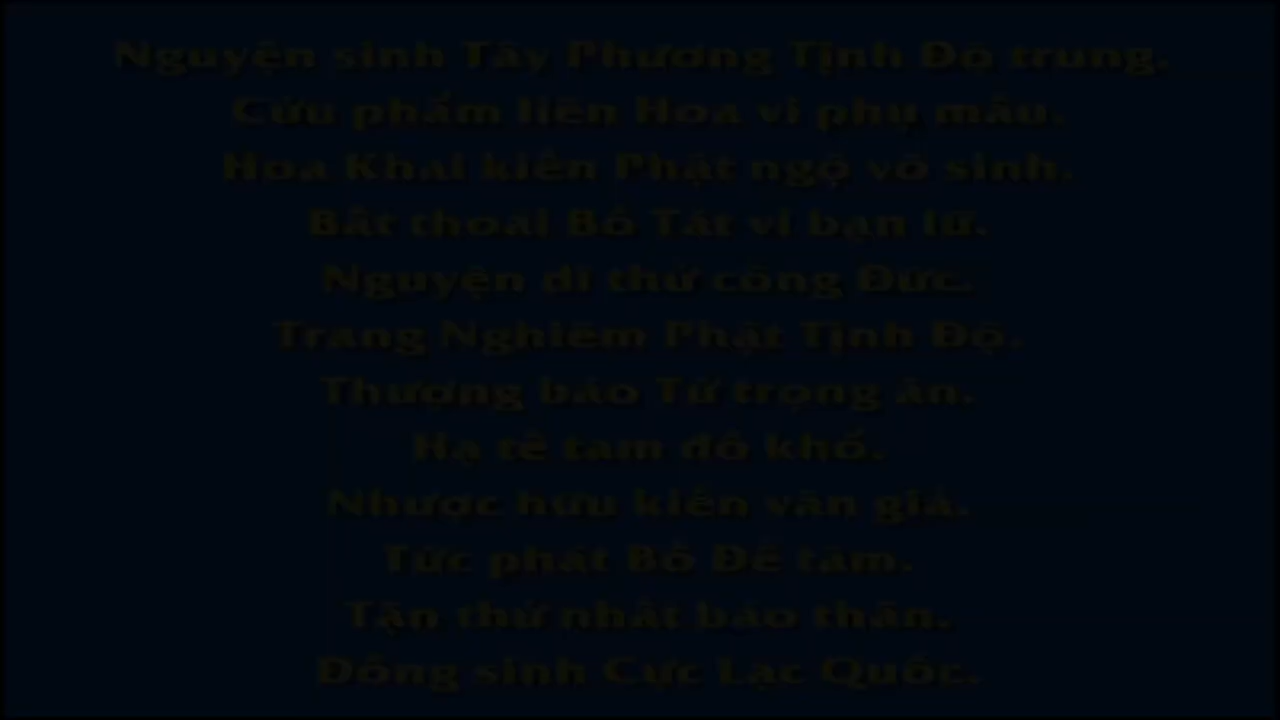 Nguyện sinh Tây Phương Tịnh Độ trung.
Cửu phẩm liên Hoa vi phụ mẫu.
Hoa Khai kiến Phật ngộ vô sinh.
Bất thoái Bồ Tát vi bạn lữ.
Nguyện dĩ thử công Đức.
Trang Nghiêm Phật Tịnh Độ.
Thượng báo Tứ trọng ân.
Hạ tế tam đồ khổ.
Nhược hữu kiến văn giả.
Tức phát Bồ Đề tâm.
Tận thử nhất báo thân.
Đồng sinh Cực Lạc Quốc.